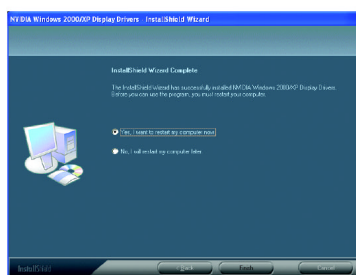 NVIDIA Windows 2000/XP Display Drivers - InstallShield Wizard
InstallShield Wizard Complete
The InstallShield Wizard has successfully installed NVIDIA Windows 2000/XP Display Drivers.
Before you can use the program, you must restart your computer.
Yes, I want to restart my computer now.
No, I will restart my computer later.
InstallShield
< Back
Finish
Cancel